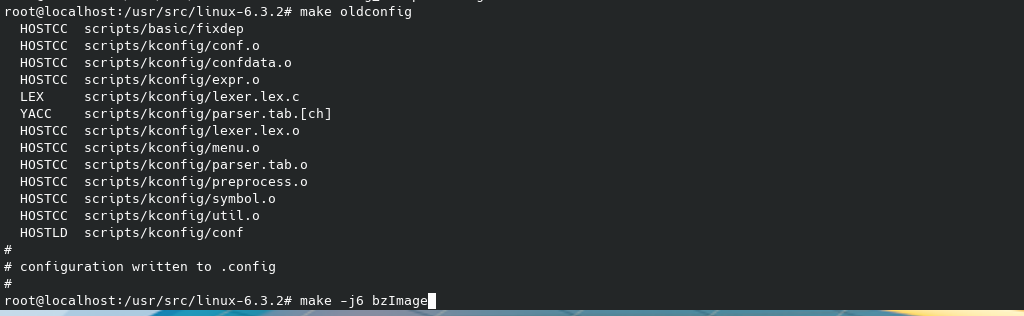 root@localhost:/usr/src/linux-6.3.2# make oldconfig
  HOSTCC  scripts/basic/fixdep
  HOSTCC  scripts/kconfig/conf.o
  HOSTCC  scripts/kconfig/confdata.o
  HOSTCC  scripts/kconfig/expr.o
  LEX     scripts/kconfig/lexer.lex.c
  YACC    scripts/kconfig/parser.tab.[ch]
  HOSTCC  scripts/kconfig/lexer.lex.o
  HOSTCC  scripts/kconfig/menu.o
  HOSTCC  scripts/kconfig/parser.tab.o
  HOSTCC  scripts/kconfig/preprocess.o
  HOSTCC  scripts/kconfig/symbol.o
  HOSTCC  scripts/kconfig/util.o
  HOSTLD  scripts/kconfig/conf
#
# configuration written to .config
#
root@localhost:/usr/src/linux-6.3.2# make -j6 bzImage